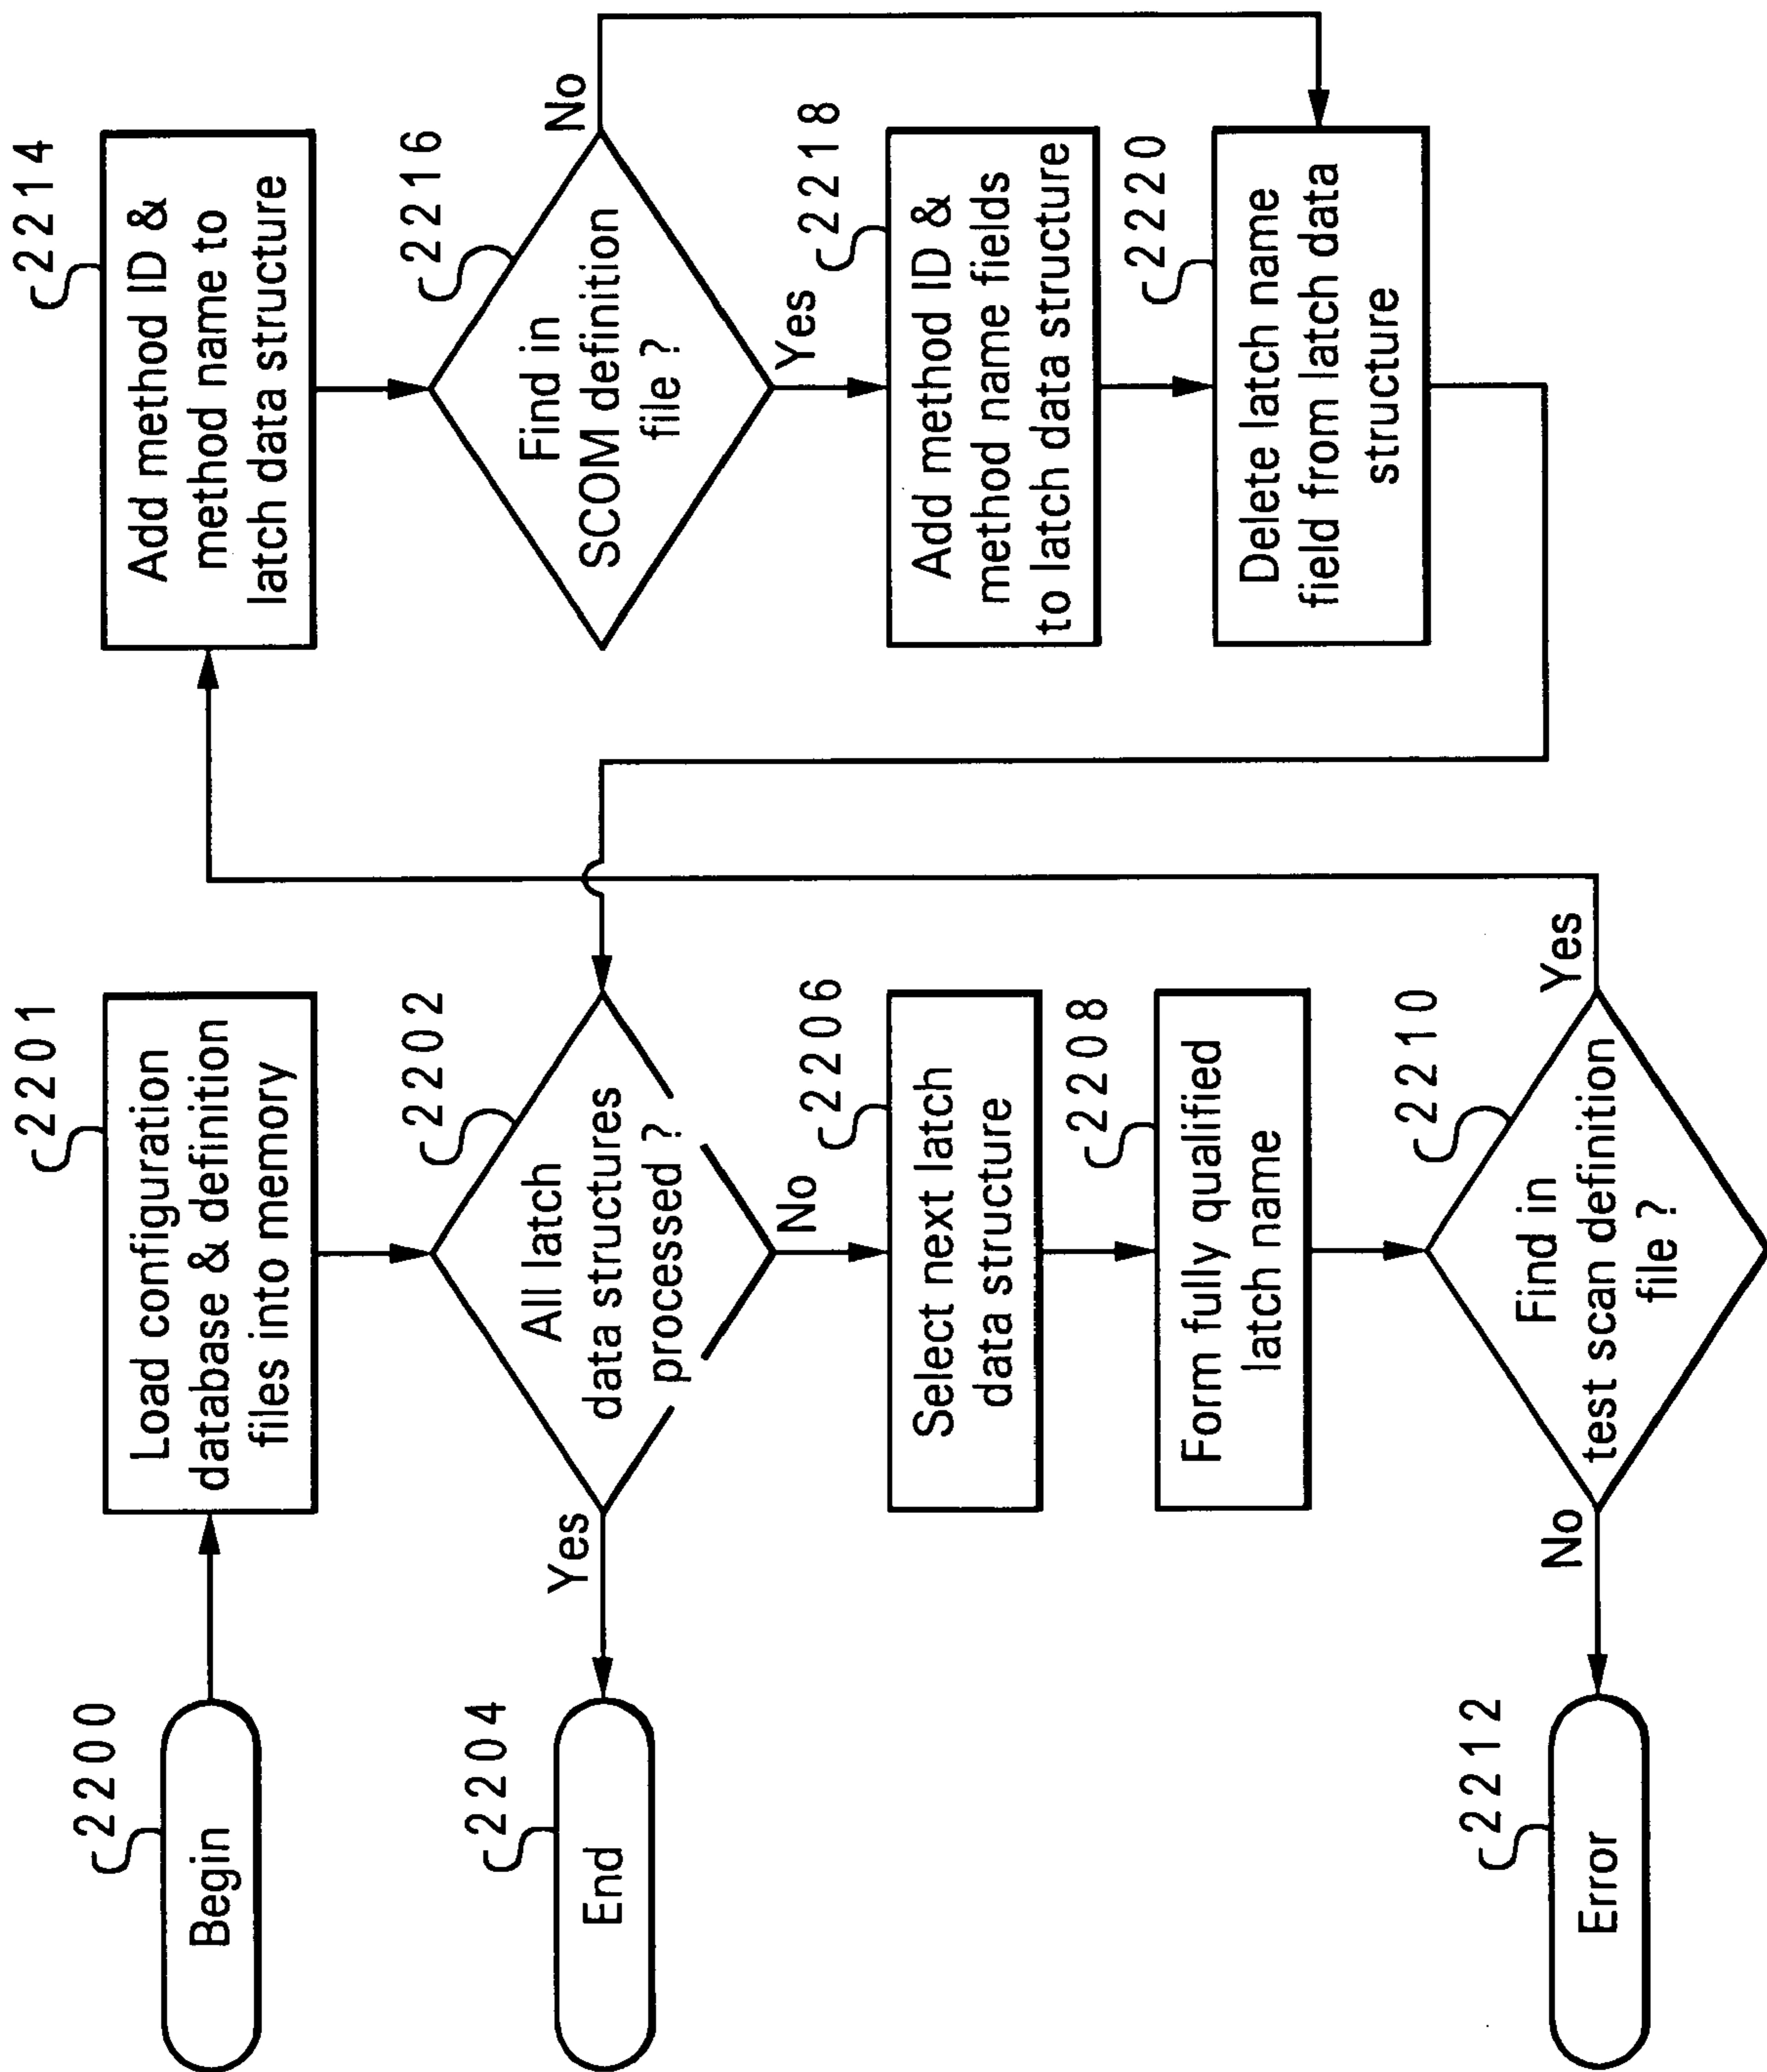 2200
Begin
2201
Load configuration
database & definition
files into memory
2202
All latch
data structures
processed ?
Yes
2204
End
No
2206
Select next latch
data structure
2208
Form fully qualified
latch name
2210
Find in
test scan definition
file ?
No
2212
Error
Yes
2214
Add method ID &
method name to
latch data structure
2216
Find in
SCOM definition
file ?
No
Yes
2218
Add method ID &
method name fields
to latch data structure
2220
Delete latch name
field from latch data
structure